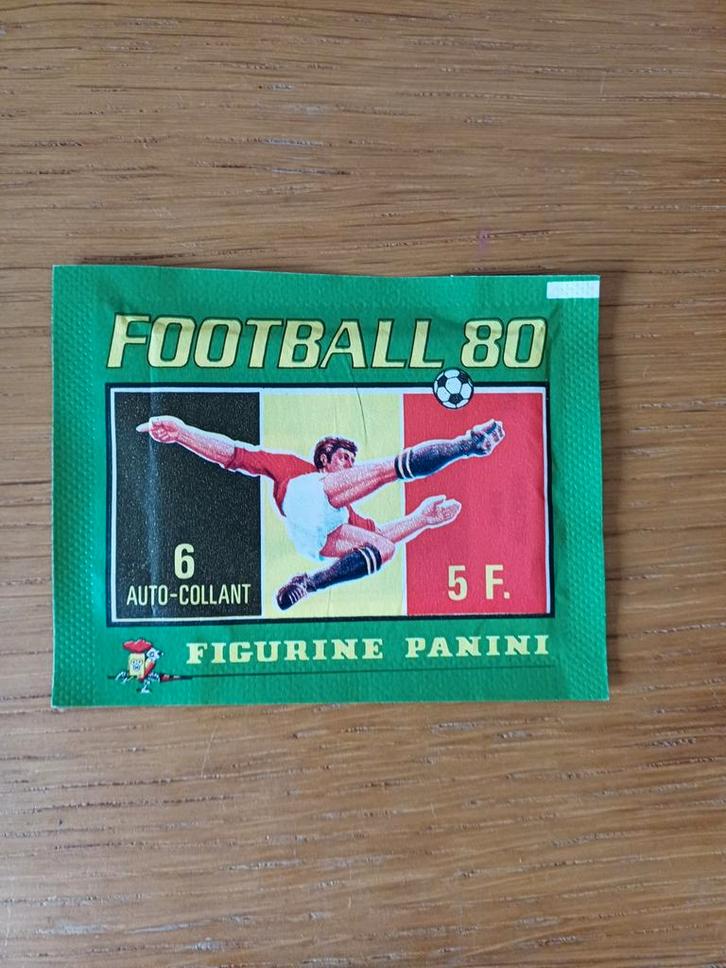 FOOTBALL 80
6
AUTO-COLLANT
5 F.
FIGURINE PANINI